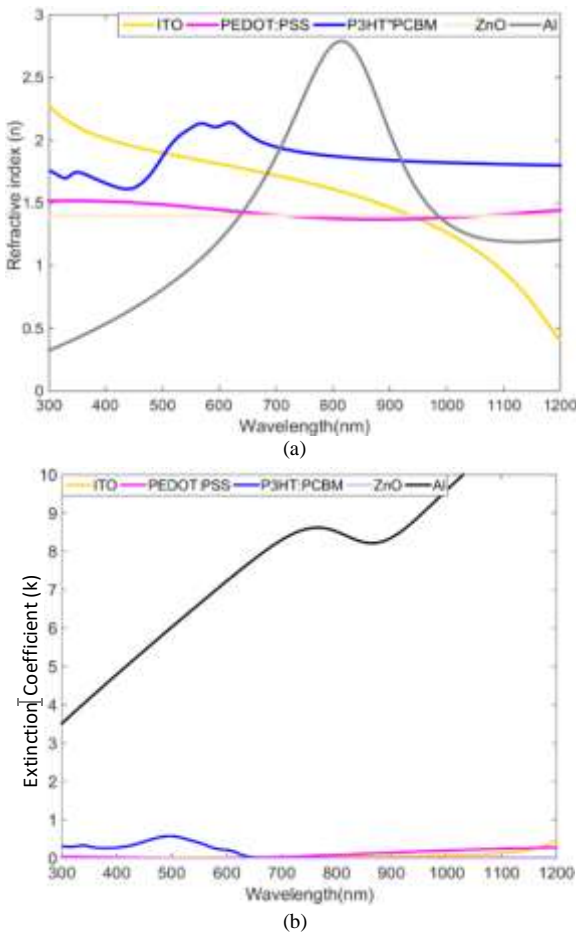 3
ITO PEDOT:PSS P3HT"PCBM ZnO Al
2.5
2
1.5
1
0.5
0
Refractive index (n)
300 400 500 600 700 800 900 1000 1100 1200
Wavelength(nm)
(a)
10
ITO PEDOT:PSS P3HT:PCBM ZnO Al
9
8
7
6
5
4
3
2
1
0
Extinction Coefficient (k)
300 400 500 600 700 800 900 1000 1100 1200
Wavelength(nm)
(b)